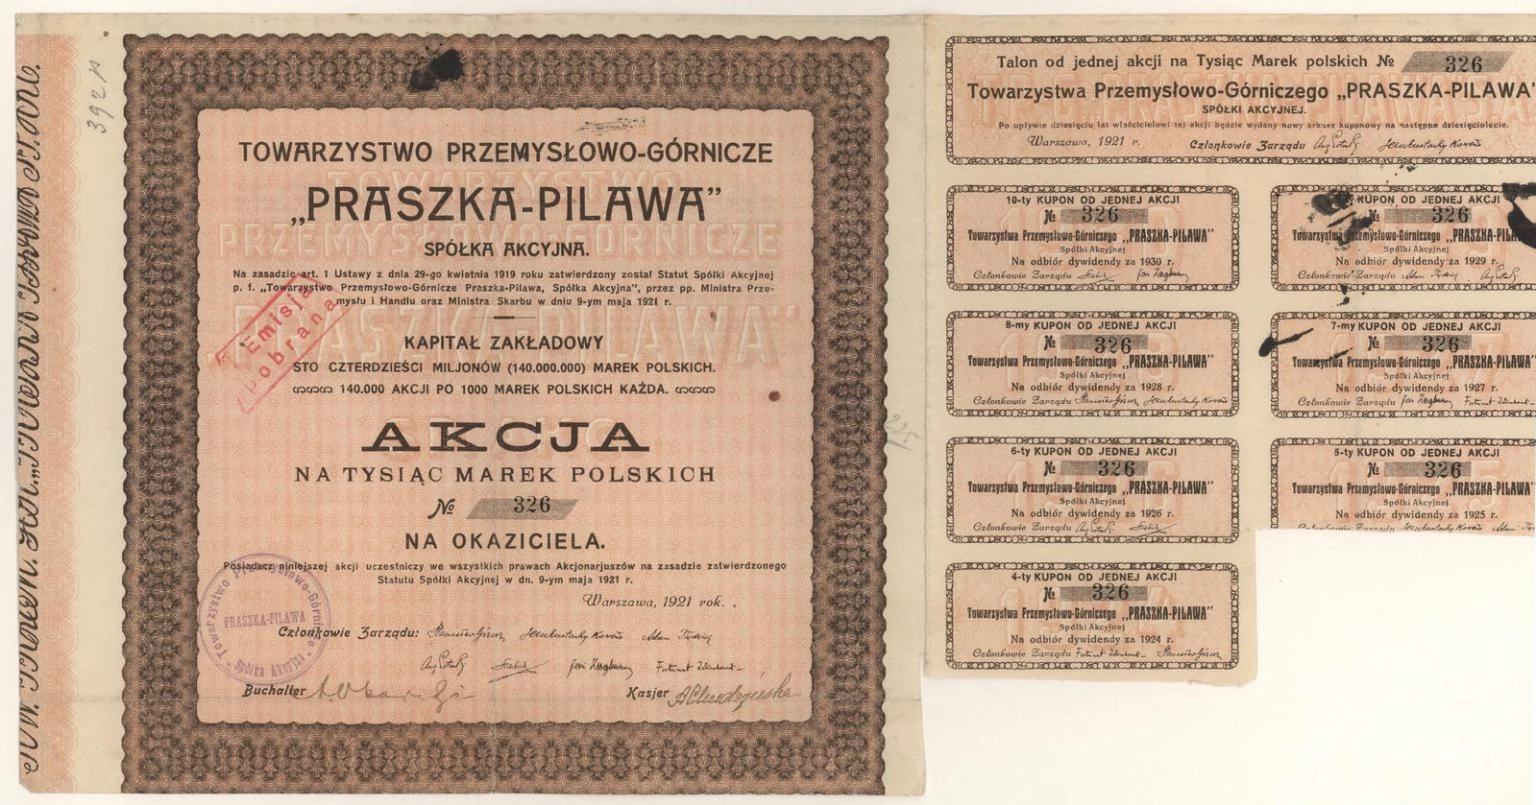 392
TOWARZYSTWO PRZEMYSŁOWO-GÓRNICZE
„PRASZKA-PILAWA”
SPÓŁKA AKCYJNA.
Na zasadzie art. 1 Ustawy z dnia 29-go kwietnia 1919 roku zatwierdzony został Statut Spółki Akcyjnej
p. f. „Towarzystwo Przemysłowo-Górnicze Praszka-Pilawa, Spółka Akcyjna”, przez pp. Ministra Prze-
mysłu i Handlu oraz Ministra Skarbu w dniu 9-ym maja 1921 r.
Emisja
pobrana
KAPITAŁ ZAKŁADOWY
STO CZTERDZIEŚCI MILJONÓW (140.000.000) MAREK POLSKICH.
140.000 AKCJI PO 1000 MAREK POLSKICH KAŻDA.
AKCJA
NA TYSIĄC MAREK POLSKICH
№ 326
NA OKAZICIELA.
Posiadacz niniejszej akcji uczestniczy we wszystkich prawach Akcjonarjuszów na zasadzie zatwierdzonego
Statutu Spółki Akcyjnej w dn. 9-ym maja 1921 r.
Warszawa, 1921 rok.
Towarzystwo Przemysłowo-Górnicze
PRASZKA-PILAWA
Spółka Akcyjna
Członkowie Zarządu:
Buchalter
Kasjer
225
Talon od jednej akcji na Tysiąc Marek polskich № 326
Towarzystwa Przemysłowo-Górniczego „PRASZKA-PILAWA”
SPÓŁKI AKCYJNEJ.
Po upływie dziesięciu lat właścicielowi tej akcji będzie wydany nowy arkusz kuponowy na następne dziesięciolecie.
Warszawa, 1921 r. Członkowie Zarządu
10-ty KUPON OD JEDNEJ AKCJI
№ 326
Towarzystwa Przemysłowo-Górniczego „PRASZKA-PILAWA”
Spółki Akcyjnej
Na odbiór dywidendy za 1930 r.
Członkowie Zarządu
KUPON OD JEDNEJ AKCJI
№ 326
Towarzystwa Przemysłowo-Górniczego „PRASZKA-PILAWA”
Spółki Akcyjnej
Na odbiór dywidendy za 1929 r.
Członkowie Zarządu
8-my KUPON OD JEDNEJ AKCJI
№ 326
Towarzystwa Przemysłowo-Górniczego „PRASZKA-PILAWA”
Spółki Akcyjnej
Na odbiór dywidendy za 1928 r.
Członkowie Zarządu
7-my KUPON OD JEDNEJ AKCJI
№ 326
Towarzystwa Przemysłowo-Górniczego „PRASZKA-PILAWA”
Spółki Akcyjnej
Na odbiór dywidendy za 1927 r.
Członkowie Zarządu
6-ty KUPON OD JEDNEJ AKCJI
№ 326
Towarzystwa Przemysłowo-Górniczego „PRASZKA-PILAWA”
Spółki Akcyjnej
Na odbiór dywidendy za 1926 r.
Członkowie Zarządu
5-ty KUPON OD JEDNEJ AKCJI
№ 326
Towarzystwa Przemysłowo-Górniczego „PRASZKA-PILAWA”
Spółki Akcyjnej
Na odbiór dywidendy za 1925 r.
Członkowie Zarządu
4-ty KUPON OD JEDNEJ AKCJI
№ 326
Towarzystwa Przemysłowo-Górniczego „PRASZKA-PILAWA”
Spółki Akcyjnej
Na odbiór dywidendy za 1924 r.
Członkowie Zarządu